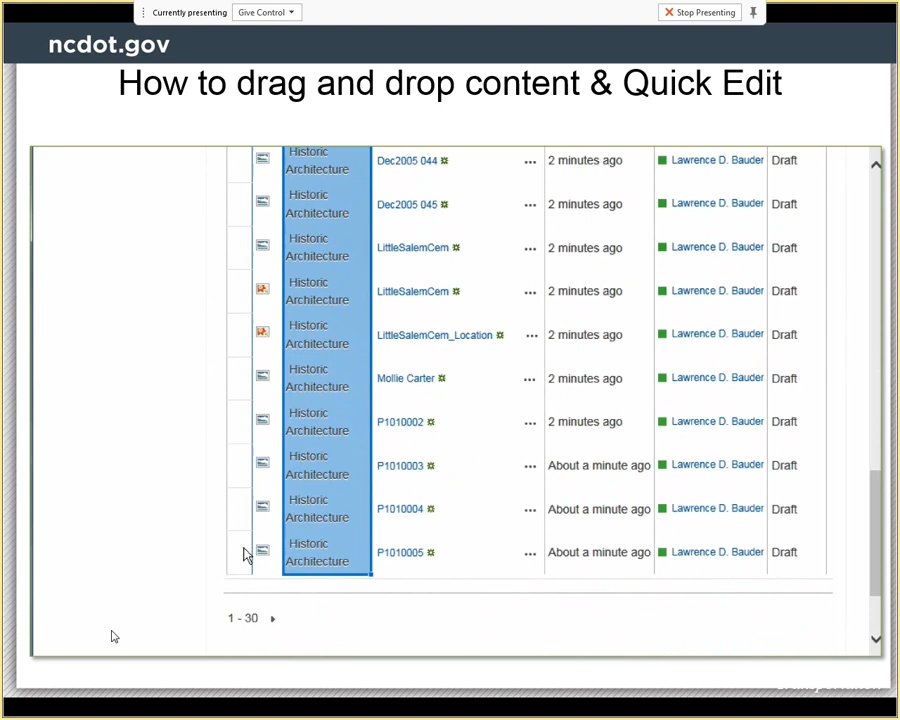 Currently presenting Give Control Stop Presenting
ncdot.gov
How to drag and drop content & Quick Edit
Historic Architecture Dec2005 044 ... 2 minutes ago Lawrence D. Bauder Draft
Historic Architecture Dec2005 045 ... 2 minutes ago Lawrence D. Bauder Draft
Historic Architecture LittleSalemCem ... 2 minutes ago Lawrence D. Bauder Draft
Historic Architecture LittleSalemCem ... 2 minutes ago Lawrence D. Bauder Draft
Historic Architecture LittleSalemCem_Location ... 2 minutes ago Lawrence D. Bauder Draft
Historic Architecture Mollie Carter ... 2 minutes ago Lawrence D. Bauder Draft
Historic Architecture P1010002 ... 2 minutes ago Lawrence D. Bauder Draft
Historic Architecture P1010003 ... About a minute ago Lawrence D. Bauder Draft
Historic Architecture P1010004 ... About a minute ago Lawrence D. Bauder Draft
Historic Architecture P1010005 ... About a minute ago Lawrence D. Bauder Draft
1 - 30